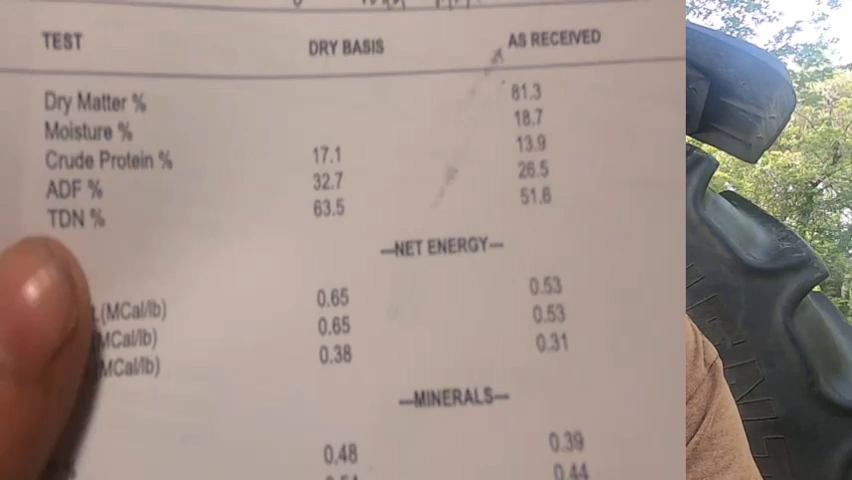 TEST DRY BASIS AS RECEIVED
Dry Matter % 81.3
Moisture % 18.7
Crude Protein % 17.1 13.9
ADF % 32.7 26.5
TDN % 63.5 51.6
—NET ENERGY—
(MCal/lb) 0.65 0.53
MCal/lb) 0.65 0.53
MCal/lb) 0.38 0.31
—MINERALS—
0.48 0.39
0.44